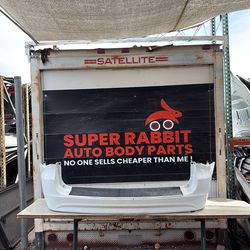 SATELLITE
SUPER RABBIT
AUTO BODY PARTS
NO ONE SELLS CHEAPER THAN ME